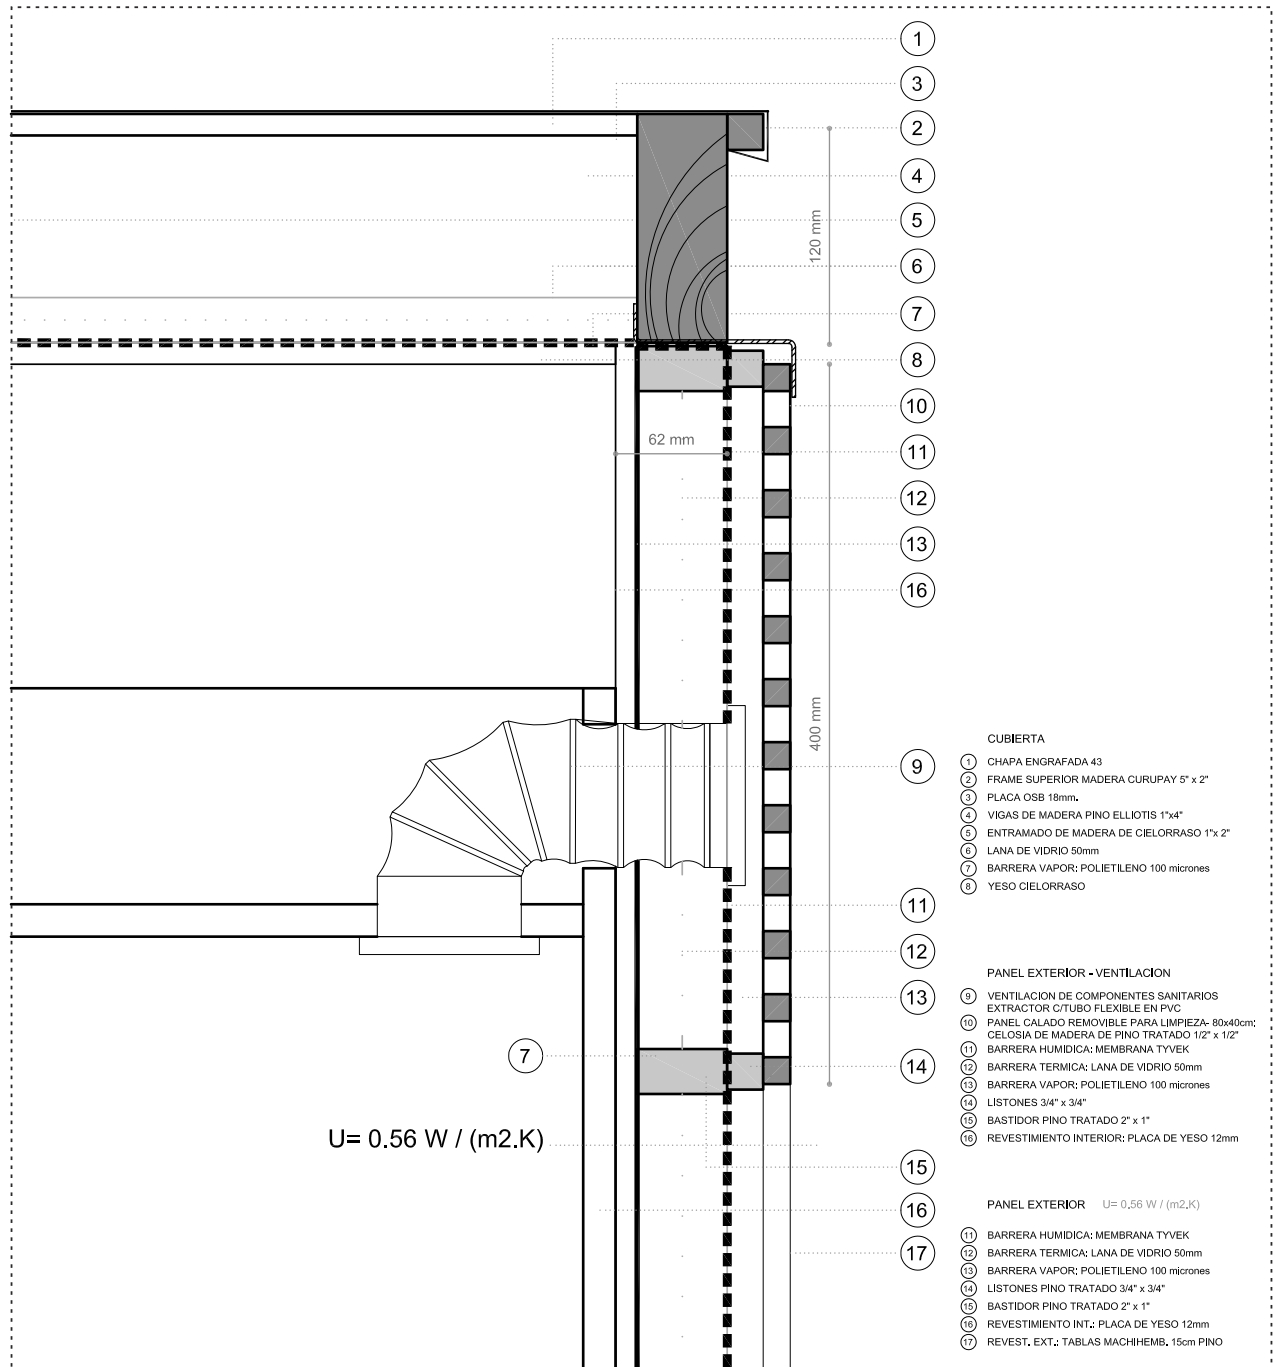 1
3
2
4
5
120 mm
6
7
8
10
62 mm
11
12
13
16
400 mm
9
11
12
13
7
14
U= 0.56 W / (m2.K)
15
16
17
CUBIERTA
1 CHAPA ENGRAFADA 43
2 FRAME SUPERIOR MADERA CURUPAY 5" x 2"
3 PLACA OSB 18mm.
4 VIGAS DE MADERA PINO ELLIOTIS 1"x4"
5 ENTRAMADO DE MADERA DE CIELORRASO 1"x 2"
6 LANA DE VIDRIO 50mm
7 BARRERA VAPOR: POLIETILENO 100 micrones
8 YESO CIELORRASO
PANEL EXTERIOR - VENTILACION
9 VENTILACION DE COMPONENTES SANITARIOS
EXTRACTOR C/TUBO FLEXIBLE EN PVC
10 PANEL CALADO REMOVIBLE PARA LIMPIEZA- 80x40cm:
CELOSIA DE MADERA DE PINO TRATADO 1/2" x 1/2"
11 BARRERA HUMIDICA: MEMBRANA TYVEK
12 BARRERA TERMICA: LANA DE VIDRIO 50mm
13 BARRERA VAPOR: POLIETILENO 100 micrones
14 LISTONES 3/4" x 3/4"
15 BASTIDOR PINO TRATADO 2" x 1"
16 REVESTIMIENTO INTERIOR: PLACA DE YESO 12mm
PANEL EXTERIOR U= 0.56 W / (m2.K)
11 BARRERA HUMIDICA: MEMBRANA TYVEK
12 BARRERA TERMICA: LANA DE VIDRIO 50mm
13 BARRERA VAPOR: POLIETILENO 100 micrones
14 LISTONES PINO TRATADO 3/4" x 3/4"
15 BASTIDOR PINO TRATADO 2" x 1"
16 REVESTIMIENTO INT.: PLACA DE YESO 12mm
17 REVEST. EXT.: TABLAS MACHIHEMB. 15cm PINO